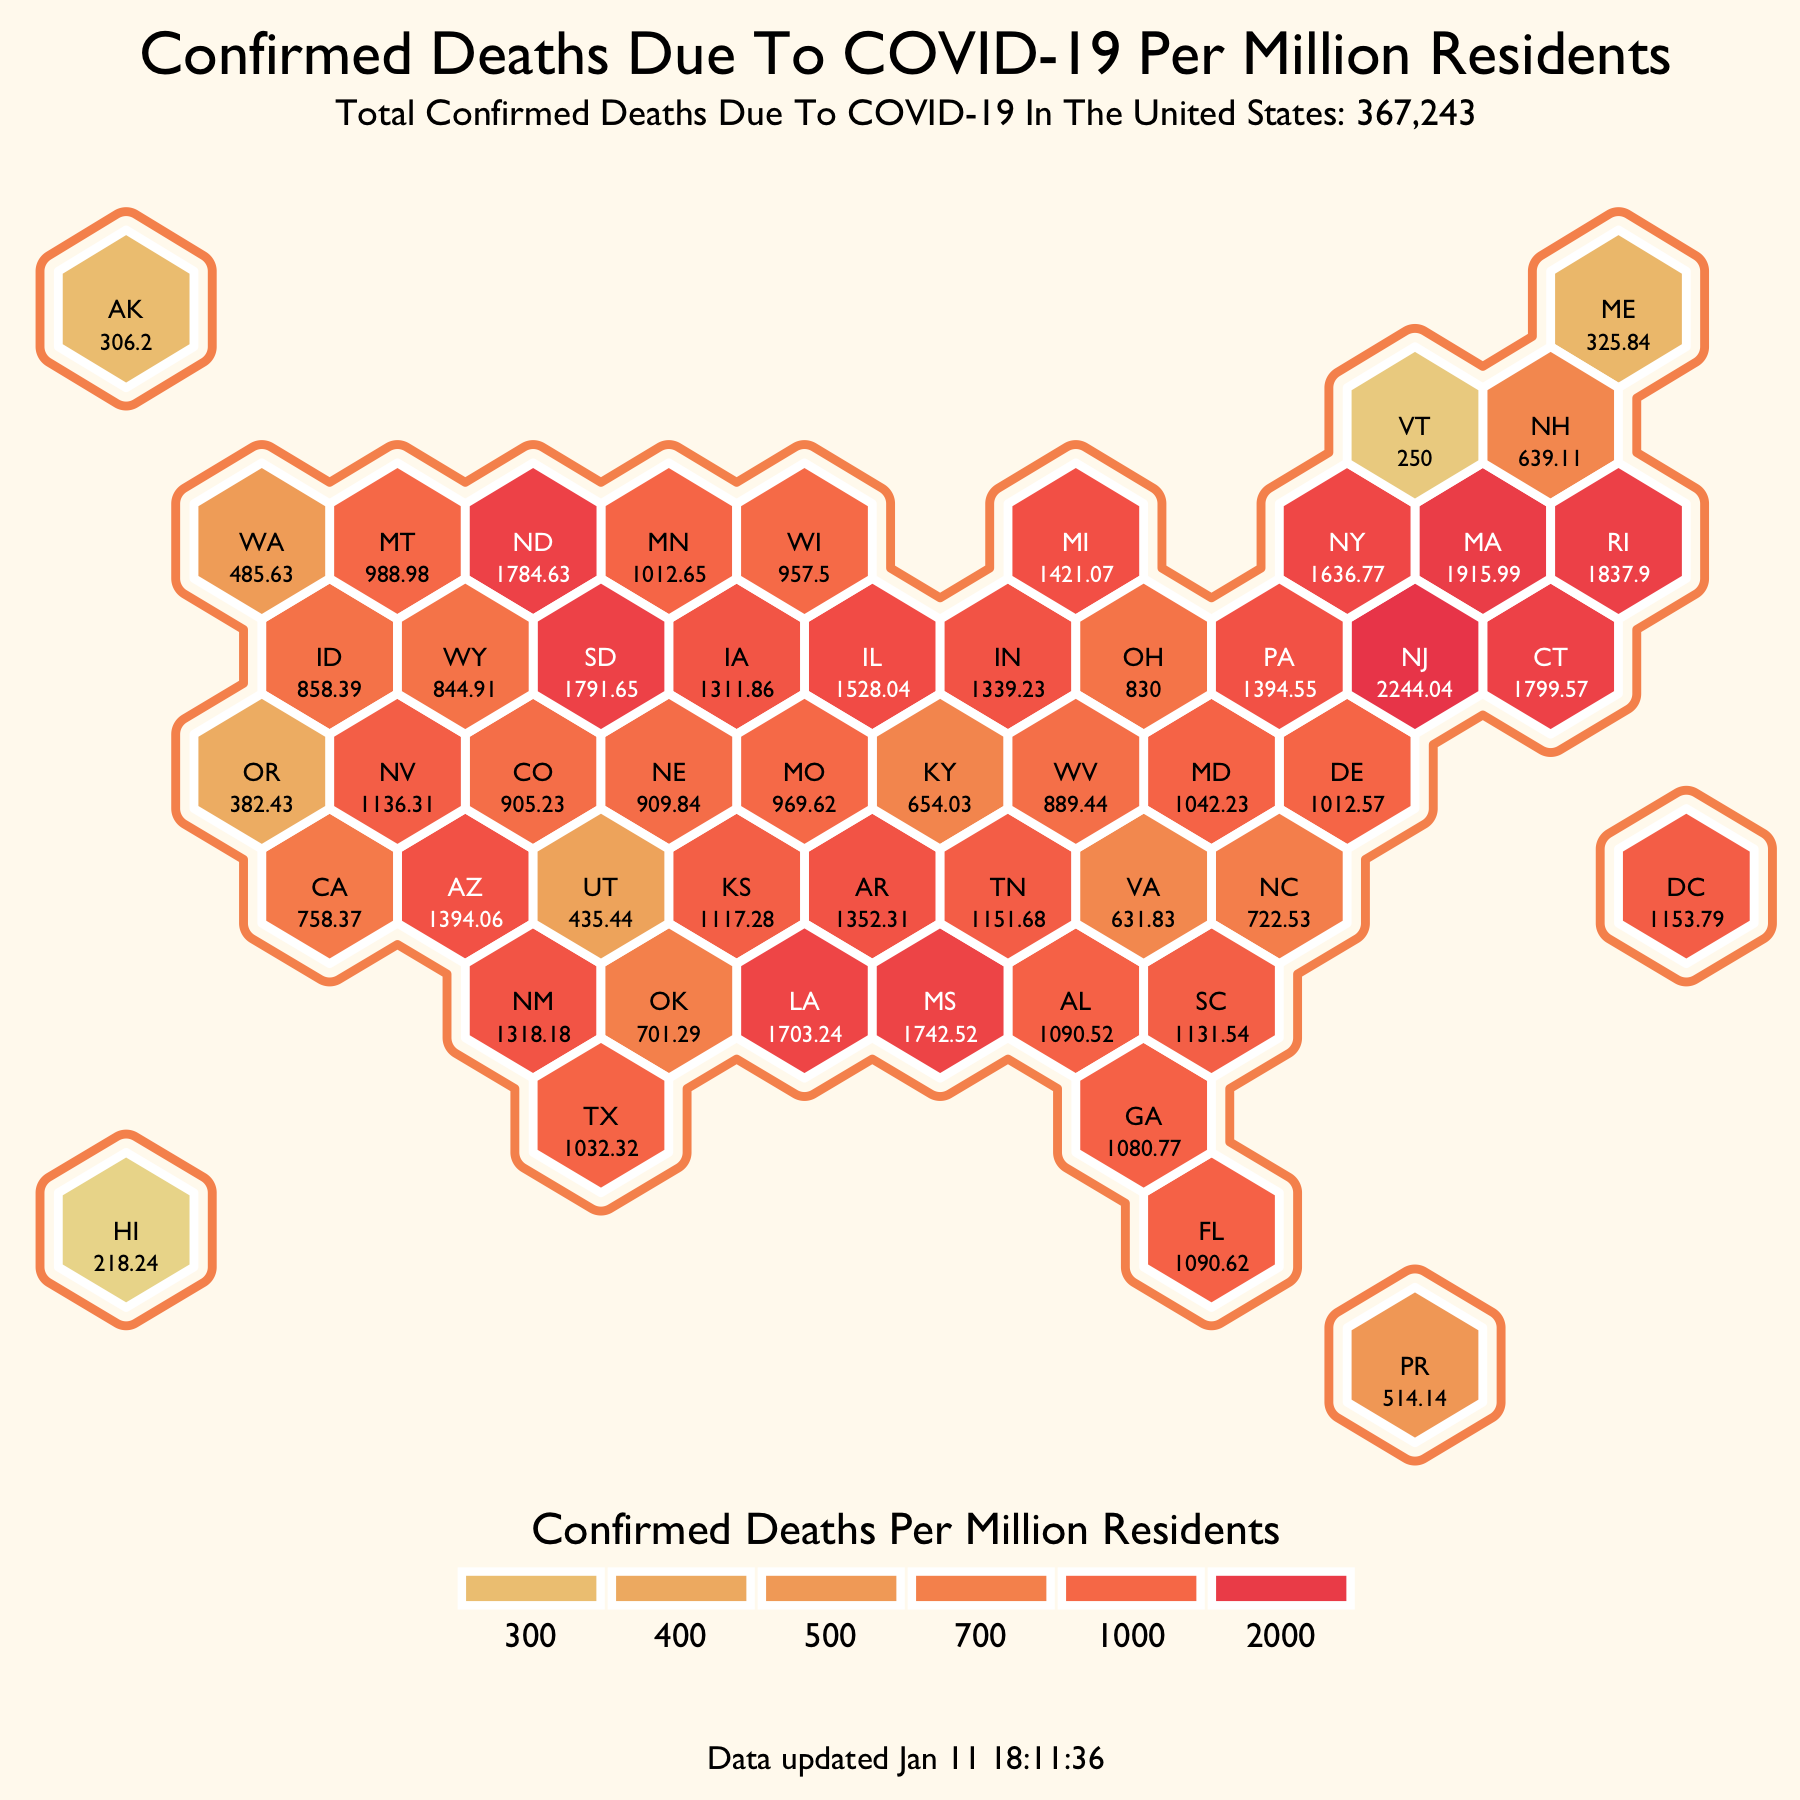 Confirmed Deaths Due To COVID-19 Per Million Residents
Total Confirmed Deaths Due To COVID-19 In The United States: 367,243
AK
306.2
ME
325.84
VT
250
NH
639.11
WA
485.63
MT
988.98
ND
1784.63
MN
1012.65
WI
957.5
MI
1421.07
NY
1636.77
MA
1915.99
RI
1837.9
ID
858.39
WY
844.91
SD
1791.65
IA
1311.86
IL
1528.04
IN
1339.23
OH
830
PA
1394.55
NJ
2244.04
CT
1799.57
OR
382.43
NV
1136.31
CO
905.23
NE
909.84
MO
969.62
KY
654.03
WV
889.44
MD
1042.23
DE
1012.57
CA
758.37
AZ
1394.06
UT
435.44
KS
1117.28
AR
1352.31
TN
1151.68
VA
631.83
NC
722.53
DC
1153.79
NM
1318.18
OK
701.29
LA
1703.24
MS
1742.52
AL
1090.52
SC
1131.54
TX
1032.32
GA
1080.77
HI
218.24
FL
1090.62
PR
514.14
Confirmed Deaths Per Million Residents
300 400 500 700 1000 2000
Data updated Jan 11 18:11:36